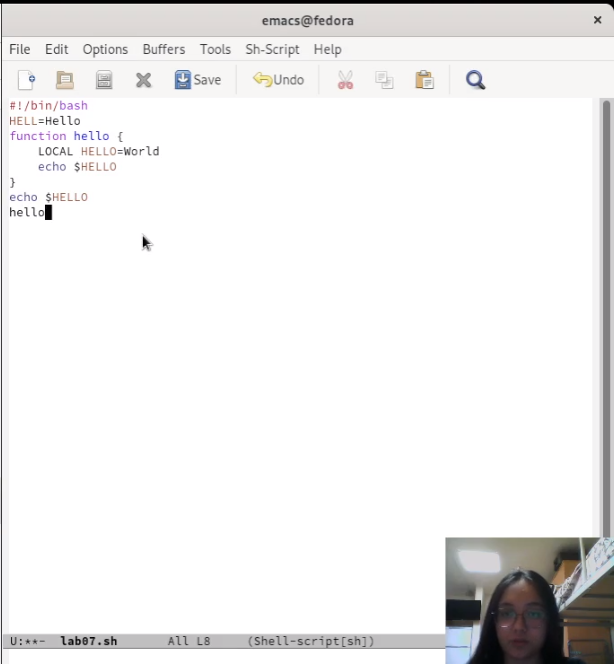 emacs@fedora
File Edit Options Buffers Tools Sh-Script Help
Save Undo
#!/bin/bash
HELL=Hello
function hello {
    LOCAL HELLO=World
    echo $HELLO
}
echo $HELLO
hello
U:**- lab07.sh All L8 (Shell-script[sh])